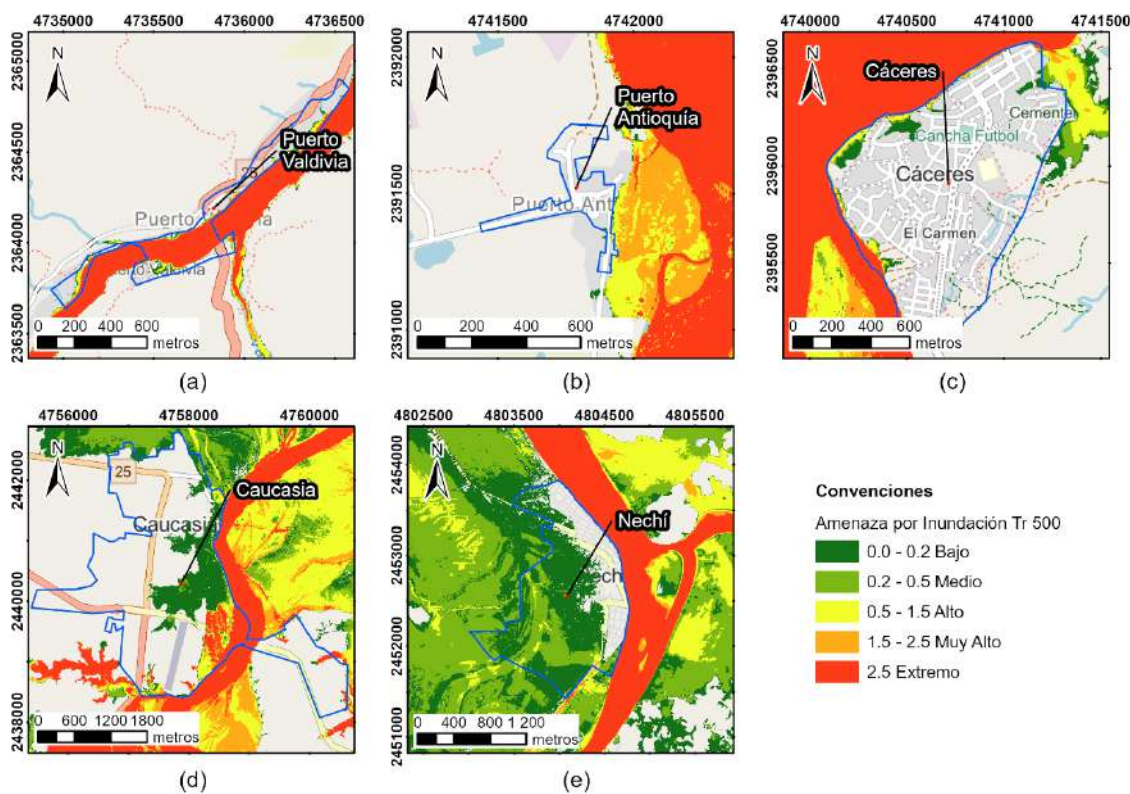 4735000 4735500 4736000 4736500
2365000
2364500
2364000
2363500
N
Puerto
Valdivia
Puerto
0 200 400 600
metros
(a)
4741500 4742000
2392000
2391500
2391000
N
Puerto
Antioquía
Puerto Ant
0 200 400 600
metros
(b)
4740000 4740500 4741000 4741500
2396500
2396000
2395500
N
Cáceres
Cementer
Cancha Futbol
Cáceres
El Carmen
0 200 400 600
metros
(c)
4756000 4758000 4760000
2442000
2440000
2438000
N
25
Caucasia
Caucasia
0 600 1200 1800
metros
(d)
4802500 4803500 4804500 4805500
2454000
2453000
2452000
2451000
N
Nechí
ech
0 400 800 1 200
metros
(e)
Convenciones
Amenaza por Inundación Tr 500
0.0 - 0.2 Bajo
0.2 - 0.5 Medio
0.5 - 1.5 Alto
1.5 - 2.5 Muy Alto
2.5 Extremo